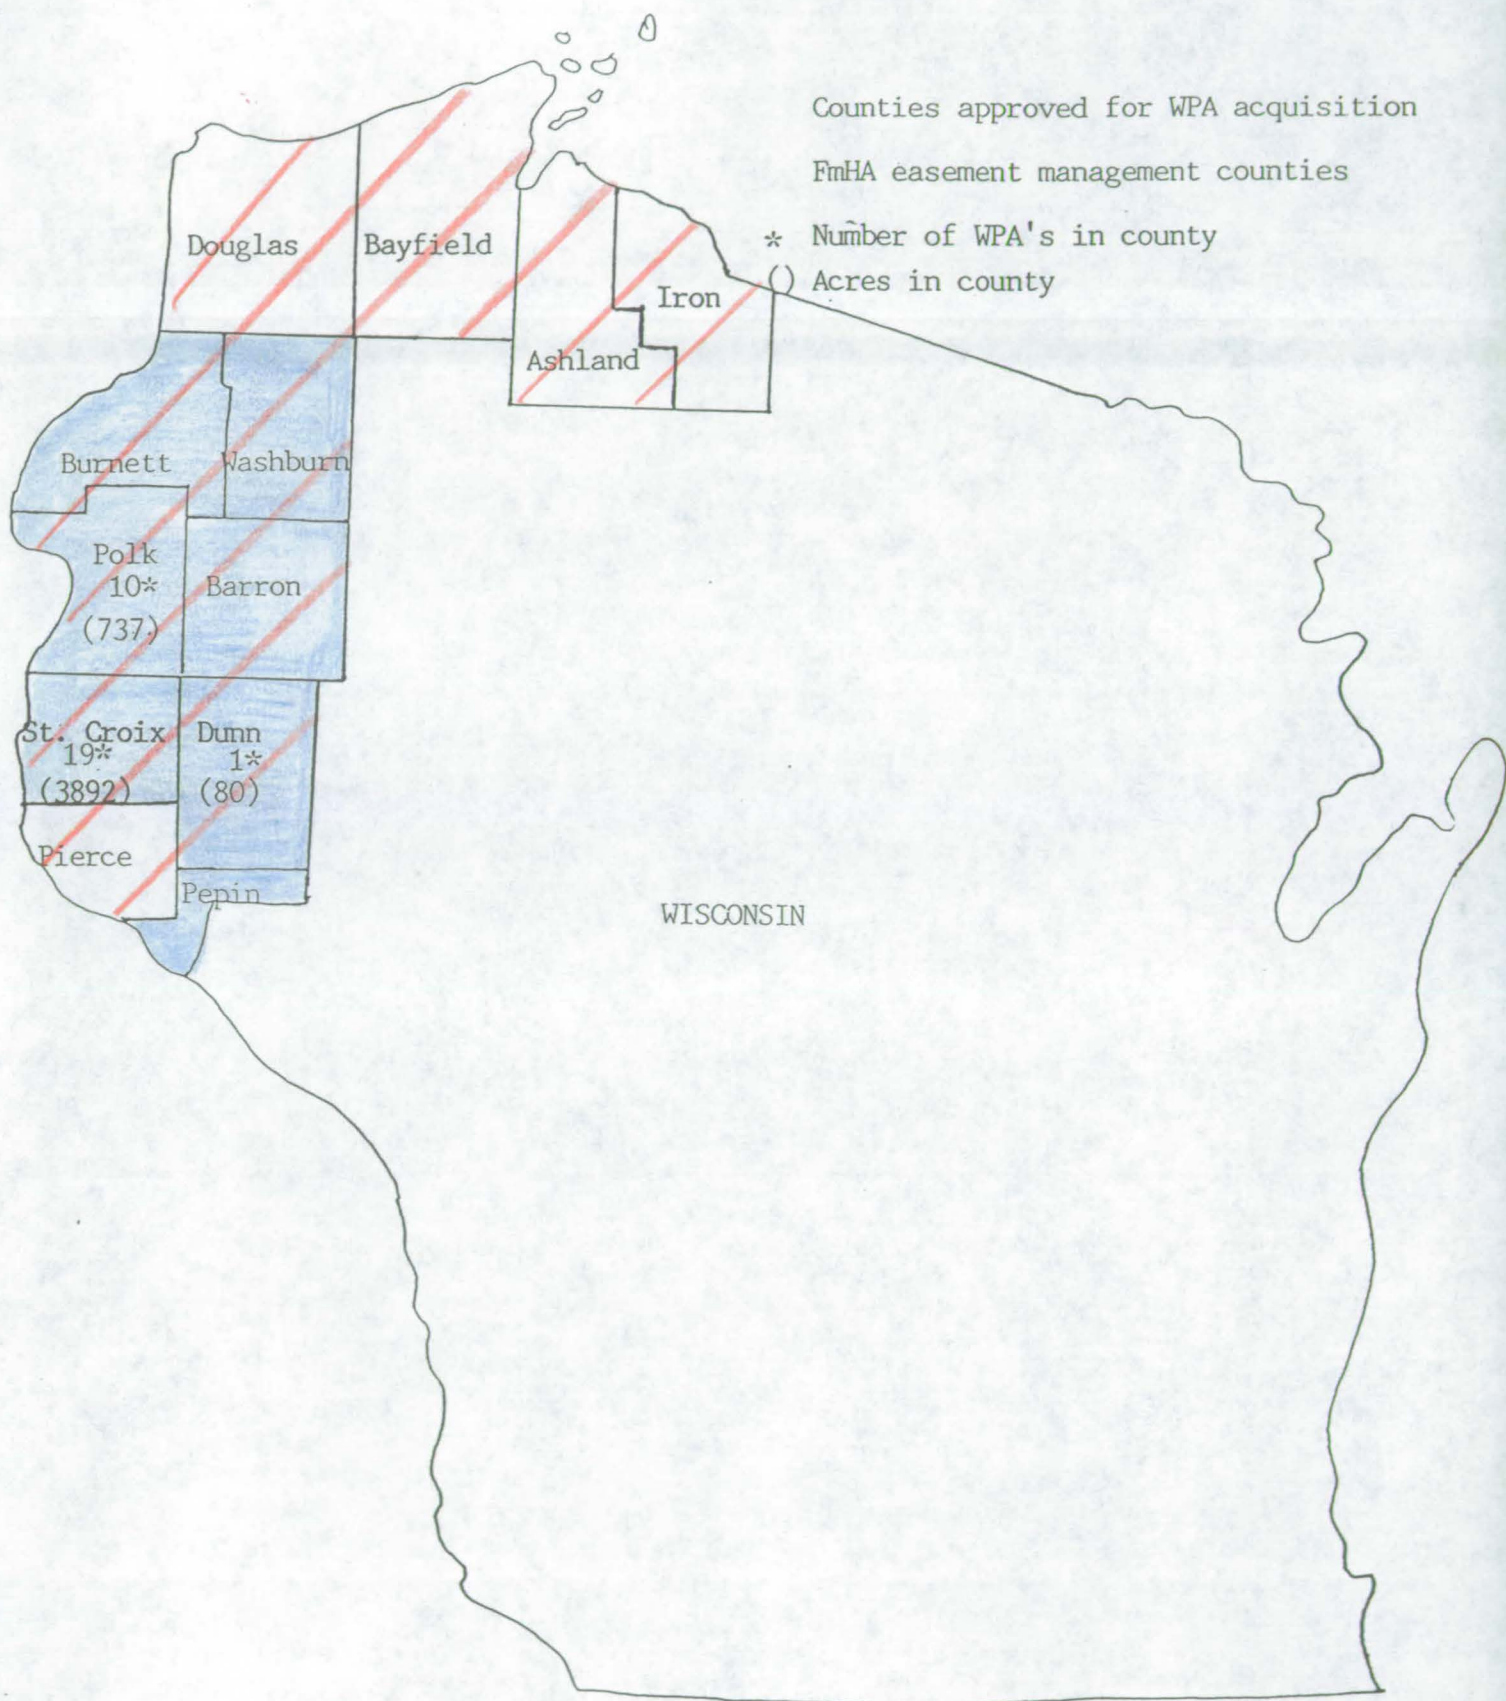 Counties approved for WPA acquisition
FmHA easement management counties
* Number of WPA's in county
() Acres in county
Douglas
Bayfield
Iron
Ashland
Burnett
Washburn
Polk
10*
(737)
Barron
St. Croix
19*
(3892)
Dunn
1*
(80)
Pierce
Pepin
WISCONSIN